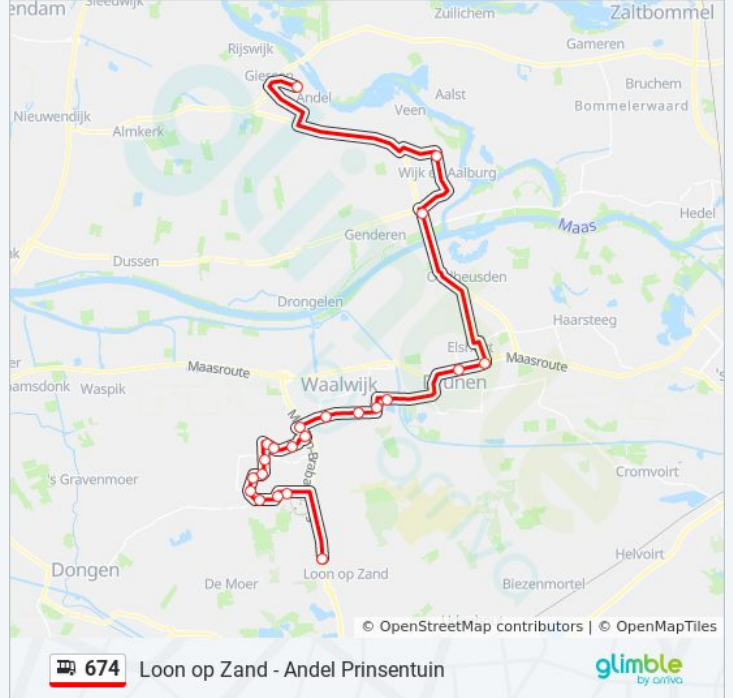 Sleeuwijk
Zuilichem
Zaltbommel
Rijswijk
Gameren
Giessen
Andel
Aalst
Bruchem
Veen
Bommelerwaard
Nieuwendijk
Almkerk
Wijk en Aalburg
Hedel
Maas
Genderen
Dussen
Oudheusden
Drongelen
Haarsteeg
Elshout
Maasroute
Maasroute
Waalwijk
Drunen
Waspik
's Gravenmoer
Cromvoirt
Dongen
Helvoirt
Loon op Zand
De Moer
Biezenmortel
© OpenStreetMap contributors | © OpenMapTiles
674 Loon op Zand - Andel Prinsentuin
glimble
by arriva